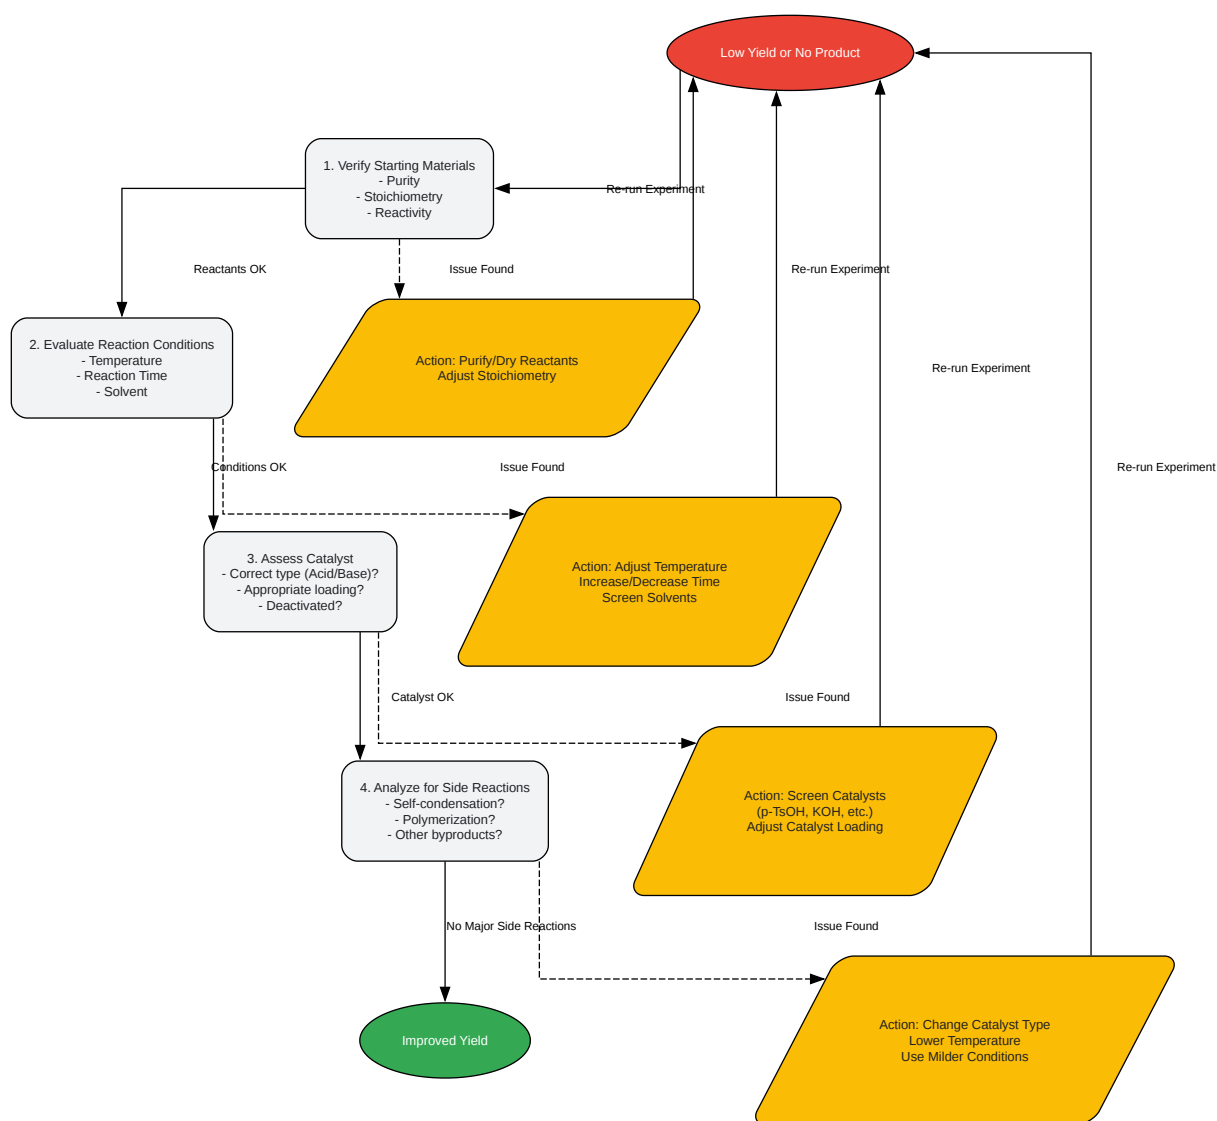 Low Yield or No Product
1. Verify Starting Materials
- Purity
- Stoichiometry
- Reactivity
Re-run Experiment
Reactants OK
Issue Found
Re-run Experiment
2. Evaluate Reaction Conditions
- Temperature
- Reaction Time
- Solvent
Action: Purify/Dry Reactants
Adjust Stoichiometry
Re-run Experiment
Conditions OK
Issue Found
Re-run Experiment
3. Assess Catalyst
- Correct type (Acid/Base)?
- Appropriate loading?
- Deactivated?
Action: Adjust Temperature
Increase/Decrease Time
Screen Solvents
Catalyst OK
Issue Found
4. Analyze for Side Reactions
- Self-condensation?
- Polymerization?
- Other byproducts?
Action: Screen Catalysts
(p-TsOH, KOH, etc.)
Adjust Catalyst Loading
No Major Side Reactions
Issue Found
Improved Yield
Action: Change Catalyst Type
Lower Temperature
Use Milder Conditions